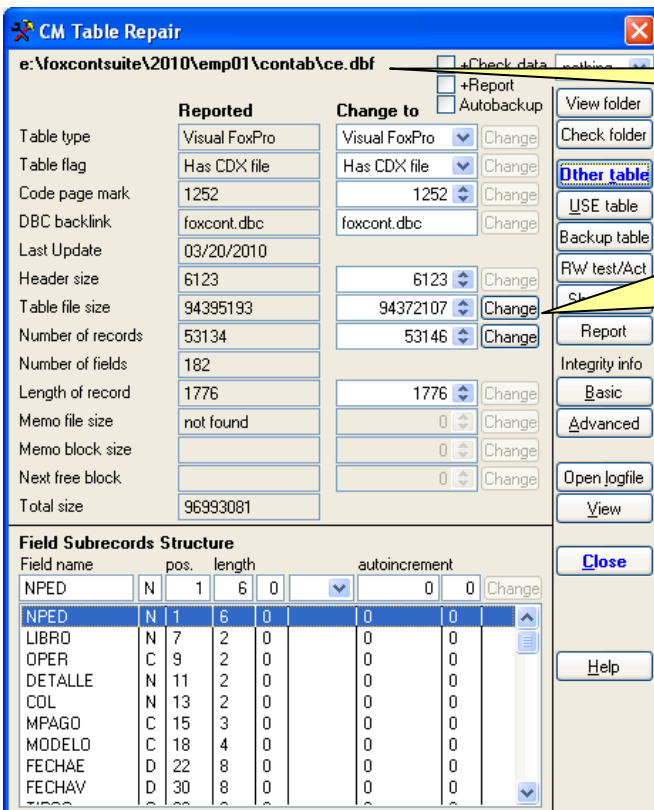 CM Table Repair
e:\foxcontsuite\2010\emp01\contab\ce.dbf
+Check data
+Report
Autobackup
View folder
Reported Change to
Table type Visual FoxPro Visual FoxPro Change Check folder
Table flag Has CDX file Has CDX file Change Other table
Code page mark 1252 1252 Change USE table
DBC backlink foxcont.dbc foxcont.dbc Change Backup table
Last Update 03/20/2010
Header size 6123 6123 Change RW test/Act
Table file size 94395193 94372107 Change
Number of records 53134 53146 Change Report
Number of fields 182 Integrity info
Length of record 1776 1776 Change Basic
Memo file size not found 0 Change Advanced
Memo block size 0 Change
Next free block 0 Change Open logfile
Total size 96993081 View
Field Subrecords Structure
Field name pos. length autoincrement Close
NPED N 1 6 0 0 0 Change
NPED N 1 6 0 0 0
LIBRO N 7 2 0 0 0
OPER C 9 2 0 0 0
DETALLE N 11 2 0 0 0 Help
COL N 13 2 0 0 0
MPAGO C 15 3 0 0 0
MODELO C 18 4 0 0 0
FECHAE D 22 8 0 0 0
FECHAV D 30 8 0 0 0